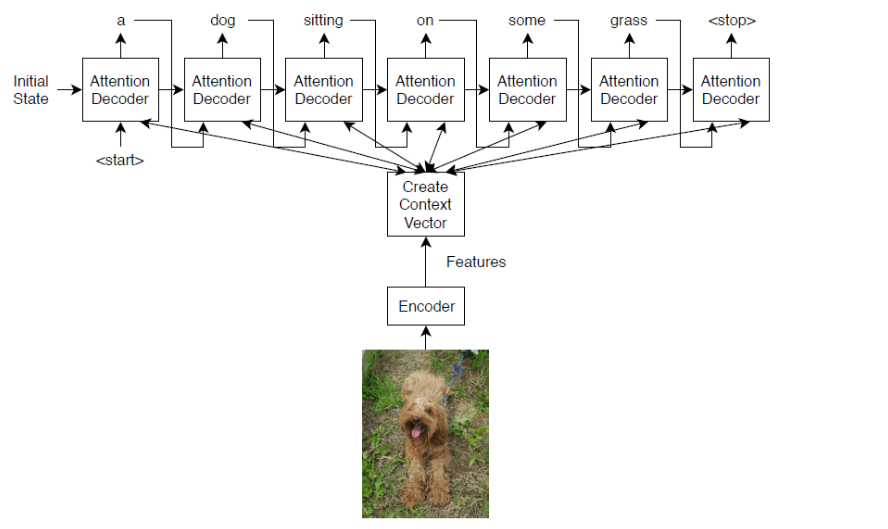 a dog sitting on some grass <stop>
Initial
State
Attention
Decoder
Attention
Decoder
Attention
Decoder
Attention
Decoder
Attention
Decoder
Attention
Decoder
Attention
Decoder
<start>
Create
Context
Vector
Features
Encoder